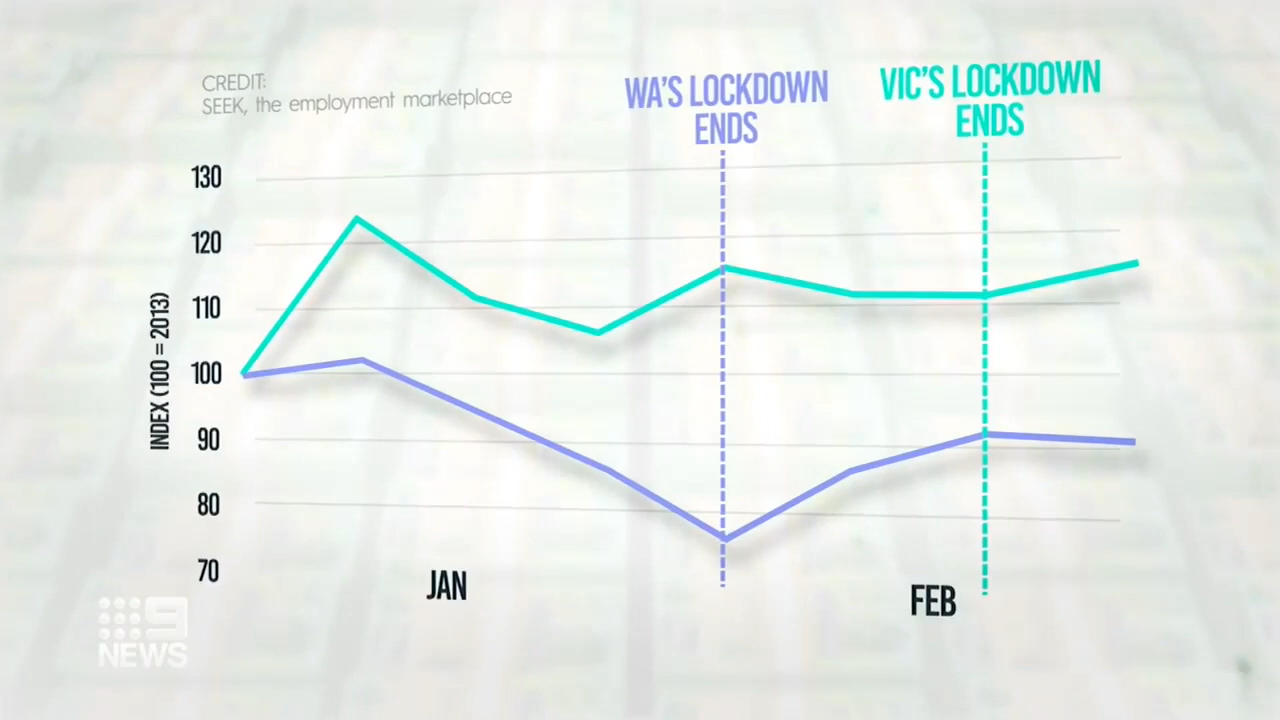 CREDIT:
SEEK, the employment marketplace
WA'S LOCKDOWN
ENDS
VIC'S LOCKDOWN
ENDS
130
120
110
100
90
80
70
INDEX (100 = 2013)
JAN
FEB
9
NEWS